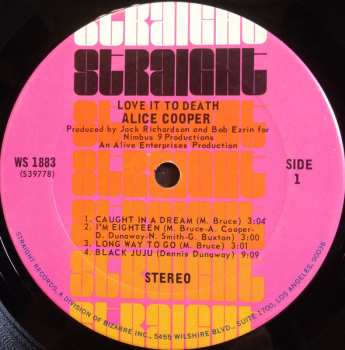 STRAIGHT
STRAIGHT
LOVE IT TO DEATH
ALICE COOPER
Produced by Jack Richardson and Bob Ezrin for
Nimbus 9 Productions
An Alive Enterprises Production
WS 1883
(S39778)
SIDE
1
1. CAUGHT IN A DREAM (M. Bruce) 3:04
2. I'M EIGHTEEN (M. Bruce-A. Cooper-
D. Dunaway-N. Smith-G. Buxton) 3:00
3. LONG WAY TO GO (M. Bruce) 3:04
4. BLACK JUJU (Dennis Dunaway) 9:09
STEREO
STRAIGHT
STRAIGHT RECORDS, A DIVISION OF BIZARRE INC., 5455 WILSHIRE BLVD., SUITE 1700, LOS ANGELES, 90036